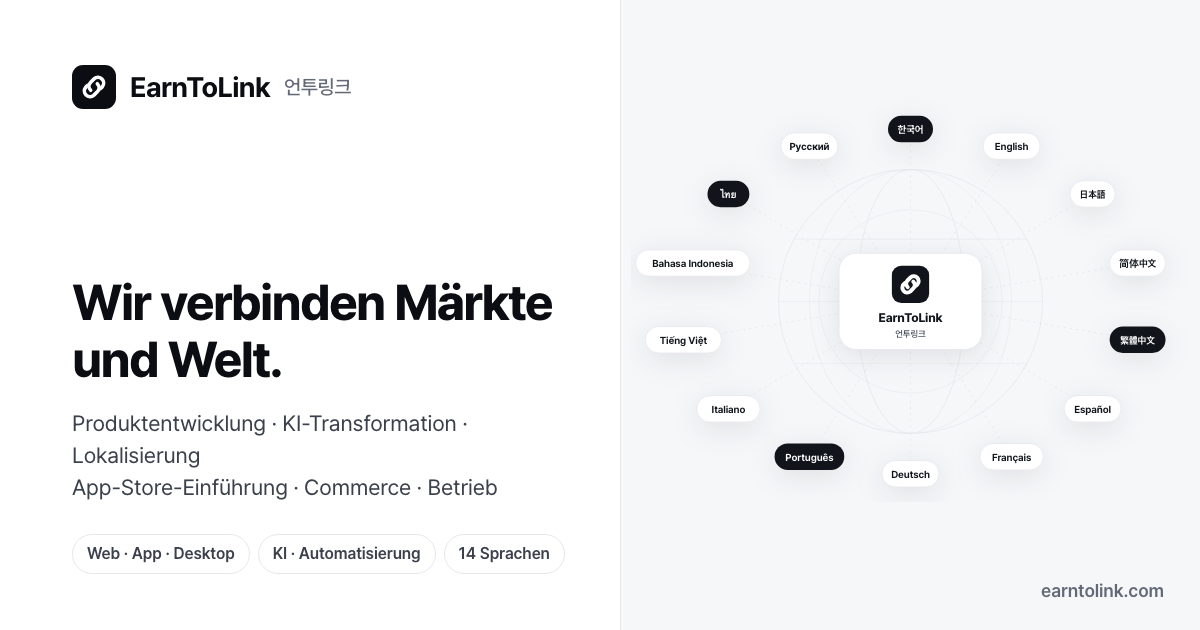 EarnToLink 언투링크
Wir verbinden Märkte
und Welt.
Produktentwicklung · KI-Transformation ·
Lokalisierung
App-Store-Einführung · Commerce · Betrieb
Web · App · Desktop
KI · Automatisierung
14 Sprachen
한국어
Русский
English
ไทย
日本語
Bahasa Indonesia
简体中文
EarnToLink
언투링크
Tiếng Việt
繁體中文
Italiano
Español
Português
Français
Deutsch
earntolink.com